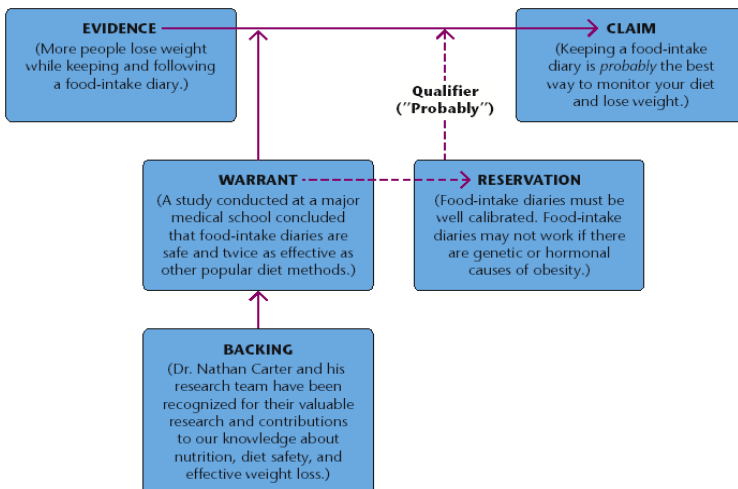 EVIDENCE
(More people lose weight
while keeping and following
a food-intake diary.)
CLAIM
(Keeping a food-intake
diary is probably the best
way to monitor your diet
and lose weight.)
Qualifier
("Probably")
WARRANT
(A study conducted at a major
medical school concluded
that food-intake diaries are
safe and twice as effective as
other popular diet methods.)
RESERVATION
(Food-intake diaries must be
well calibrated. Food-intake
diaries may not work if there
are genetic or hormonal
causes of obesity.)
BACKING
(Dr. Nathan Carter and his
research team have been
recognized for their valuable
research and contributions
to our knowledge about
nutrition, diet safety, and
effective weight loss.)